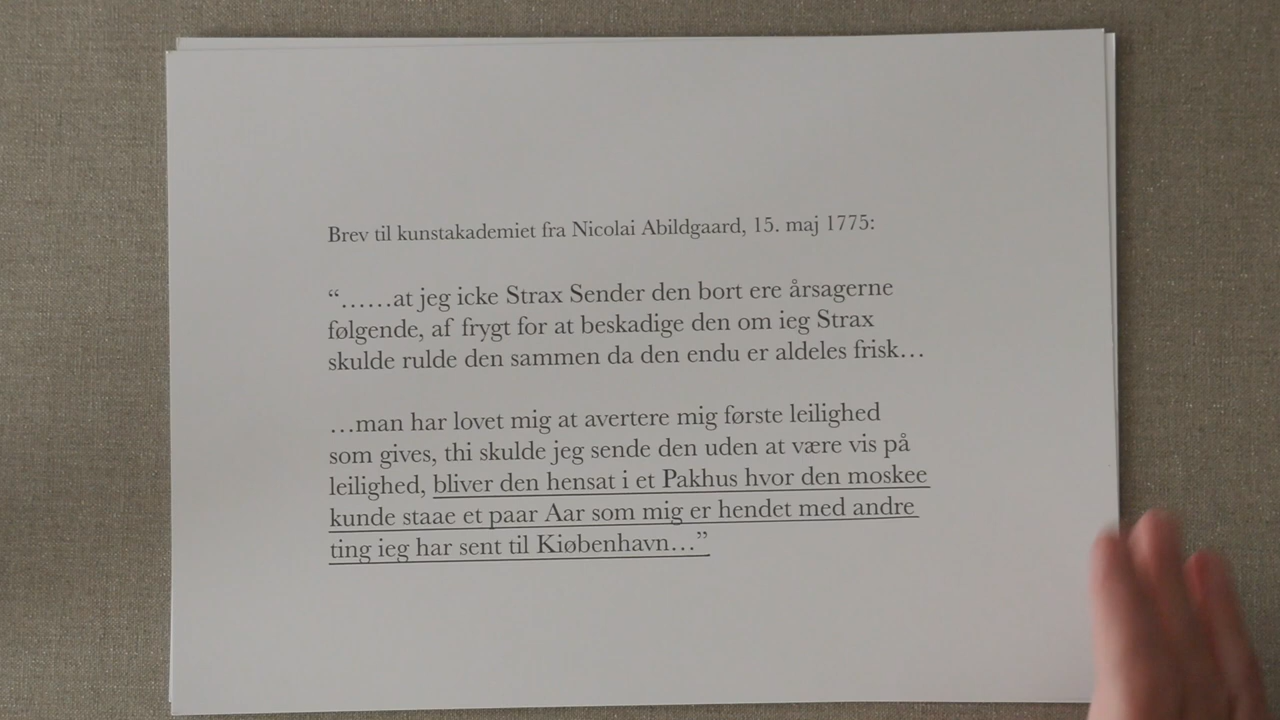 Brev til kunstakademiet fra Nicolai Abildgaard, 15. maj 1775:
“……at jeg icke Strax Sender den bort ere årsagerne
følgende, af frygt for at beskadige den om ieg Strax
skulde rulde den sammen da den endu er aldeles frisk…
…man har lovet mig at avertere mig første leilighed
som gives, thi skulde jeg sende den uden at være vis på
leilighed, bliver den hensat i et Pakhus hvor den moskee
kunde staae et paar Aar som mig er hendet med andre
ting ieg har sent til Kiøbenhavn…”